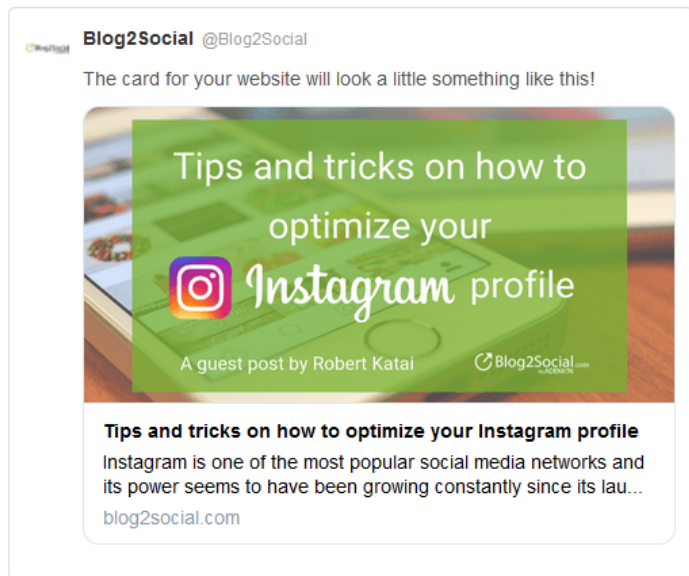 Blog2Social @Blog2Social
The card for your website will look a little something like this!
Tips and tricks on how to
optimize your
Instagram profile
A guest post by Robert Katai
Blog2Social.com
by ADENION
Tips and tricks on how to optimize your Instagram profile
Instagram is one of the most popular social media networks and
its power seems to have been growing constantly since its lau...
blog2social.com